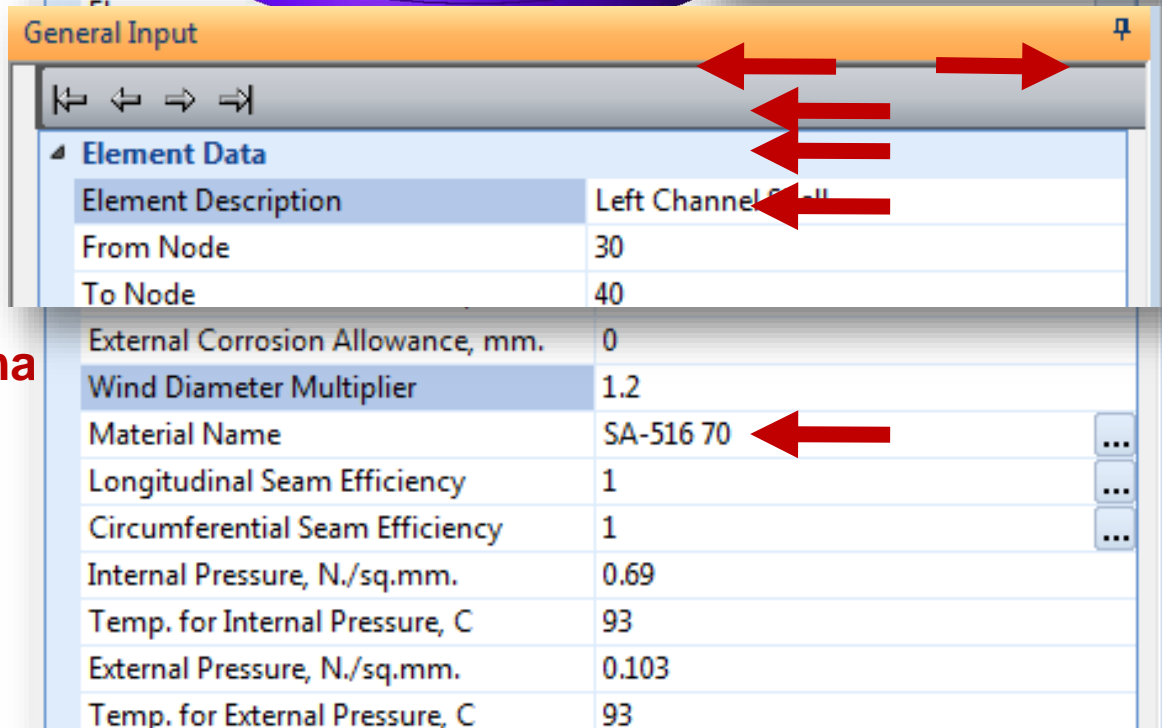 General Input
Element Data
Element Description Left Channel
From Node 30
To Node 40
External Corrosion Allowance, mm. 0
Wind Diameter Multiplier 1.2
Material Name SA-516 70 ...
Longitudinal Seam Efficiency 1 ...
Circumferential Seam Efficiency 1 ...
Internal Pressure, N./sq.mm. 0.69
Temp. for Internal Pressure, C 93
External Pressure, N./sq.mm. 0.103
Temp. for External Pressure, C 93